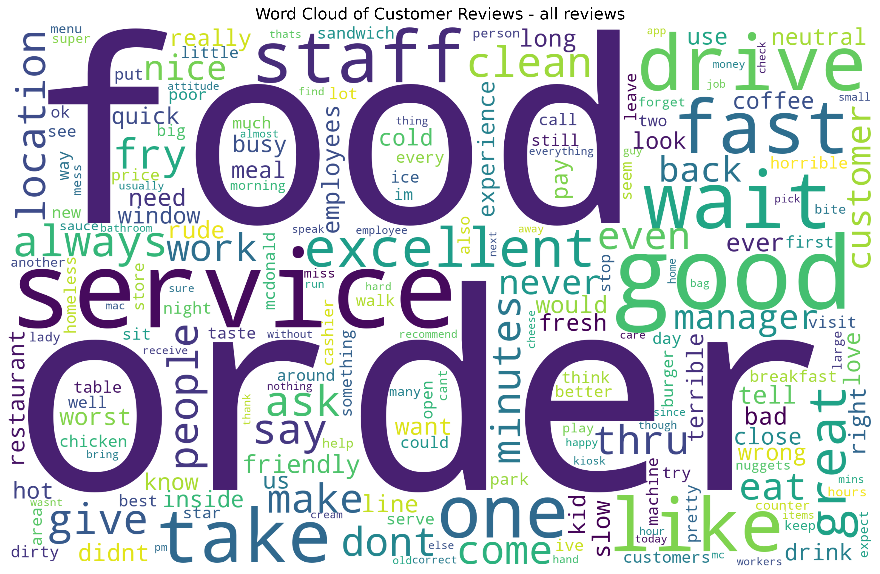 Word Cloud of Customer Reviews - all reviews
menu
super
really
nice
little
thats
sandwich
person
long
app
use
neutral
location
put
attitude
poor
staff
clean
drive
check
money
job
small
ok
see
quick
big
much
almost
busy
find
lot
thing
cold
call
still
two
leave
look
forget
coffee
way
mess
fry
price
meal
every
everything
guy
fast
food
morning
usually
employees
ice
im
experience
pay
seem
back
horrible
customer
new
need
window
pick
bite
sauce
bathroom
rude
speak
employee
also
next
away
wait
always
work
excellent
even
ever
first
another
homeless
store
mcdonald
miss
run
hard
walk
never
stop
home
bag
good
mac
sure
night
service
would
fresh
manager
visit
lady
sit
taste
without
cashier
recommend
minutes
cheese
care
day
large
love
restaurant
receive
people
around
nothing
something
many
open
cant
think
better
burger
since
terrible
breakfast
right
table
well
worst
ask
want
tell
order
chicken
bring
thank
say
help
could
play
though
happy
thru
bad
close
wrong
great
know
friendly
park
kiosk
try
nuggets
mins
hot
best
inside
us
make
line
kid
machine
pretty
eat
hours
area
wasnt
star
cream
serve
one
slow
hour
today
counter
items
keep
expect
give
dirty
didnt
pm
take
dont
else
old
correct
come
ive
hand
like
customers
mc
drink
workers